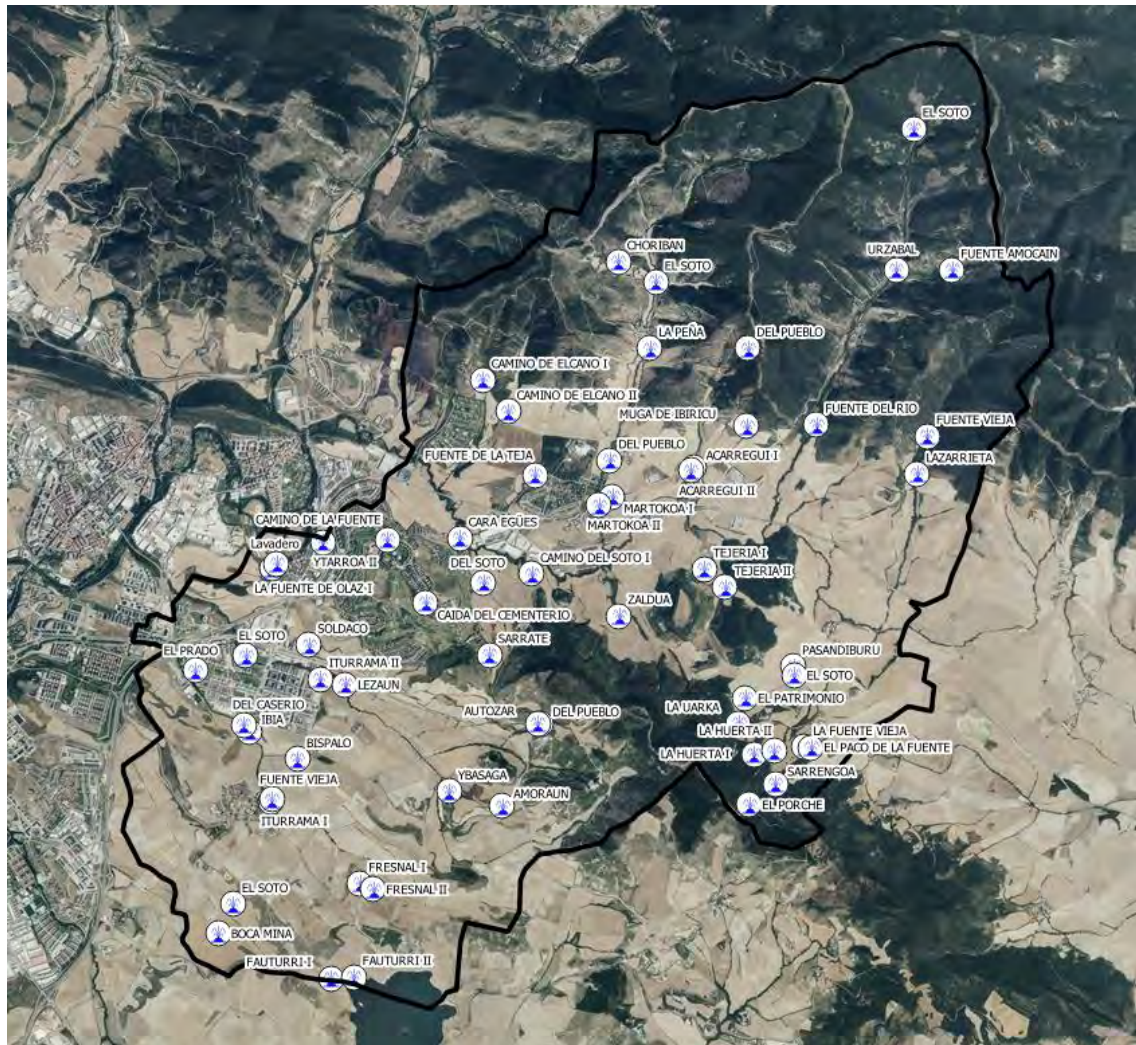 EL SOTO
CHORIBAN
URZABAL
FUENTE AMOCAIN
EL SOTO
LA PEÑA
DEL PUEBLO
CAMINO DE ELCANO I
CAMINO DE ELCANO II
MUGA DE IBIRICU
FUENTE DEL RIO
FUENTE VIEJA
DEL PUEBLO
FUENTE DE LA TEJA
ACARREGUI I
LAZARRIETA
ACARREGUI II
MARTOKOA I
MARTOKOA II
CAMINO DE LA FUENTE
CARA EGÜES
Lavadero
YTARROA II
CAMINO DEL SOTO I
TEJERIA I
DEL SOTO
TEJERIA II
LA FUENTE DE OLAZ I
CAIDA DEL CEMENTERIO
ZALDUA
SOLDACO
EL SOTO
SARRATE
EL PRADO
ITURRAMA II
PASANDIBURU
EL SOTO
LEZAUN
EL PATRIMONIO
DEL CASERIO
AUTOZAR
DEL PUEBLO
LA UARKA
IBIA
LA HUERTA II
LA FUENTE VIEJA
BISPALO
LA HUERTA I
EL PACO DE LA FUENTE
FUENTE VIEJA
YBASAGA
SARRENGOA
AMORAUN
EL PORCHE
ITURRAMA I
FRESNAL I
FRESNAL II
EL SOTO
BOCA MINA
FAUTURRI I
FAUTURRI II